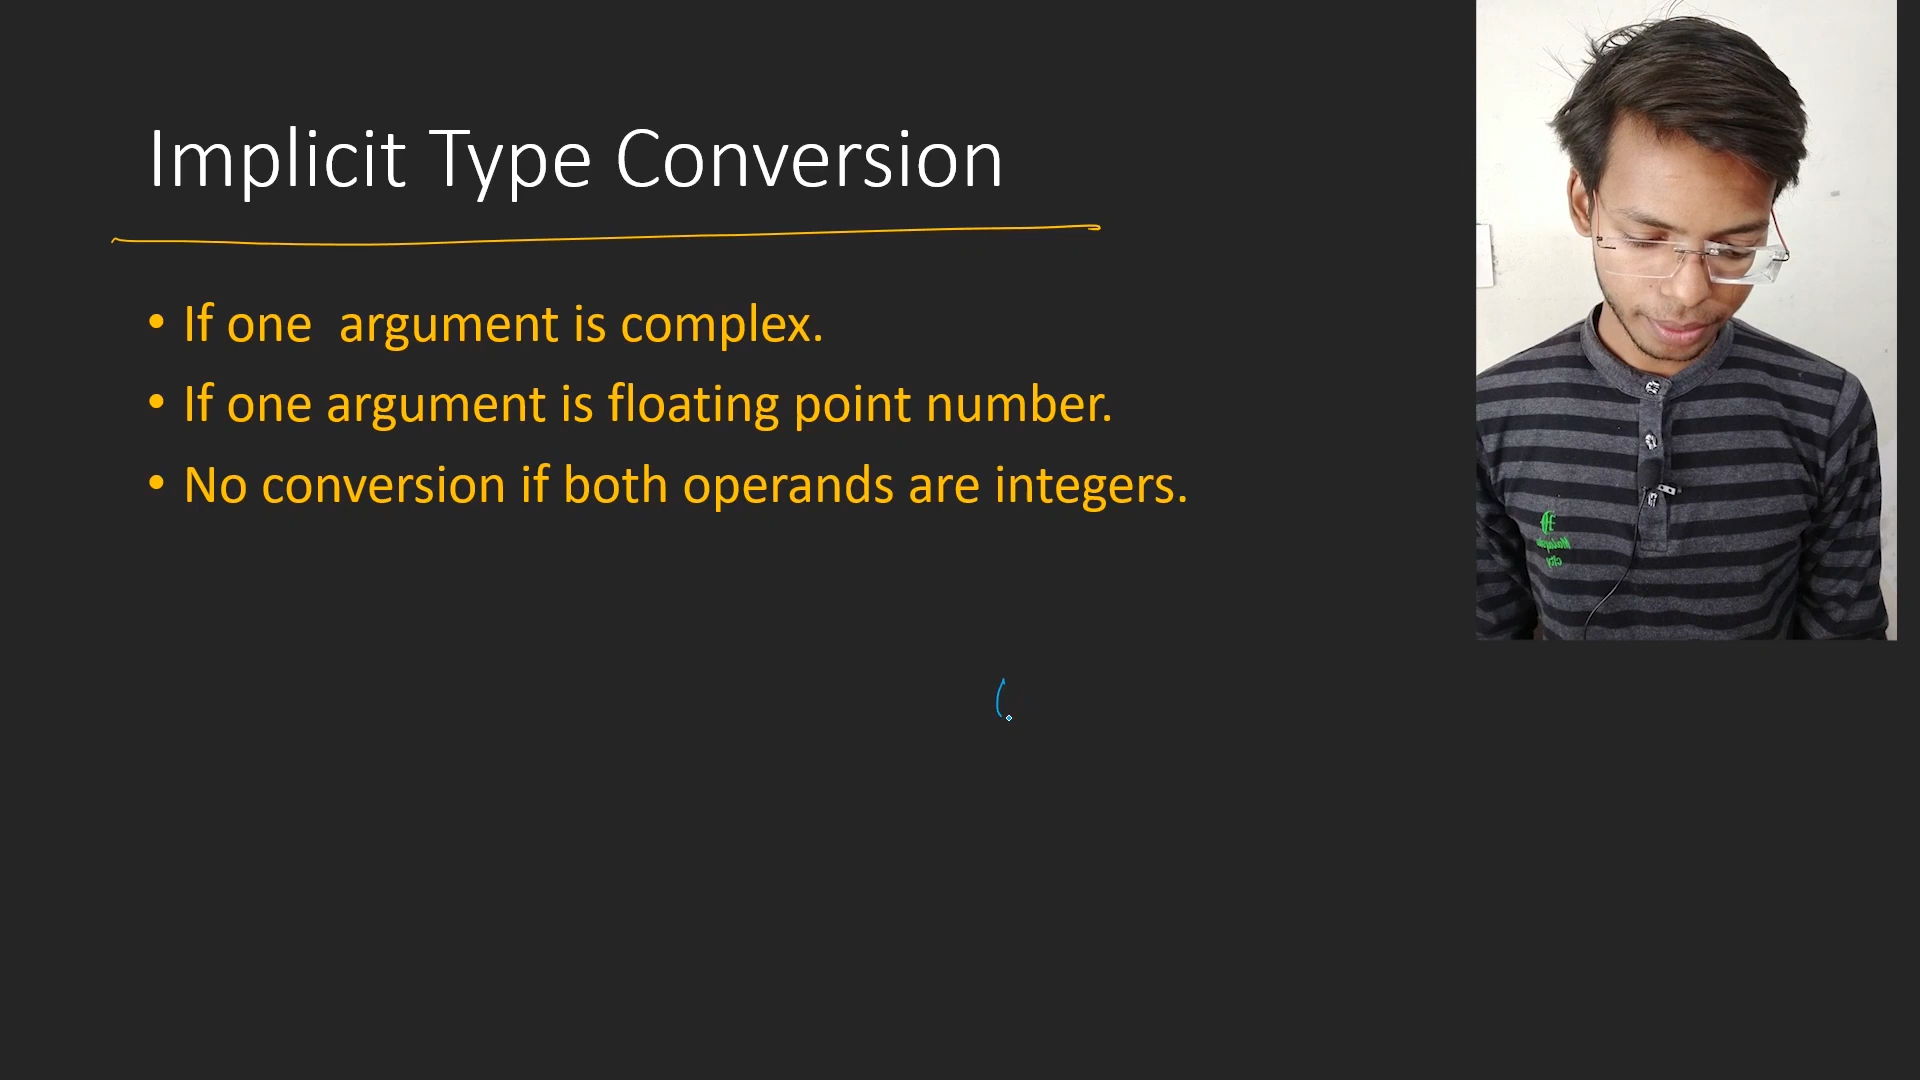 Implicit Type Conversion
• If one  argument is complex.
• If one argument is floating point number.
• No conversion if both operands are integers.
city